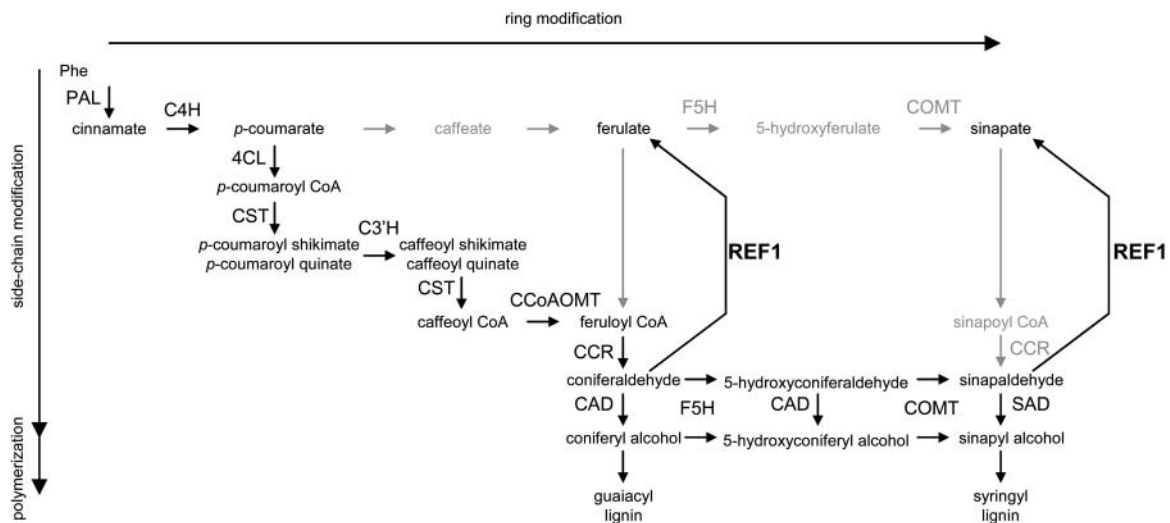 ring modification
Phe
PAL
C4H
F5H
COMT
cinnamate
p-coumarate
caffeate
ferulate
5-hydroxyferulate
sinapate
4CL
p-coumaroyl CoA
CST
C3'H
p-coumaroyl shikimate
p-coumaroyl quinate
caffeoyl shikimate
caffeoyl quinate
REF1
REF1
CST
CCoAOMT
caffeoyl CoA
feruloyl CoA
sinapoyl CoA
CCR
CCR
coniferaldehyde
5-hydroxyconiferaldehyde
sinapaldehyde
CAD
F5H
CAD
COMT
SAD
coniferyl alcohol
5-hydroxyconiferyl alcohol
sinapyl alcohol
guaiacyl
lignin
syringyl
lignin
side-chain modification
polymerization